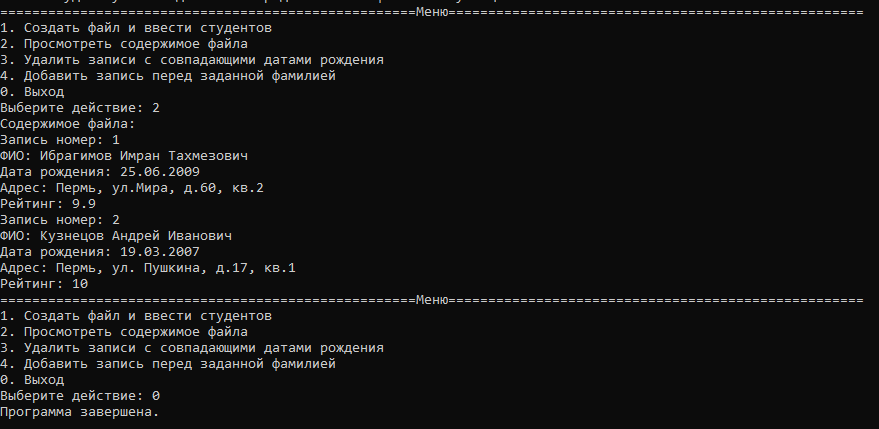 ====================================================Меню====================================================
1. Создать файл и ввести студентов
2. Просмотреть содержимое файла
3. Удалить записи с совпадающими датами рождения
4. Добавить запись перед заданной фамилией
0. Выход
Выберите действие: 2
Содержимое файла:
Запись номер: 1
ФИО: Ибрагимов Имран Тахмезович
Дата рождения: 25.06.2009
Адрес: Пермь, ул.Мира, д.60, кв.2
Рейтинг: 9.9
Запись номер: 2
ФИО: Кузнецов Андрей Иванович
Дата рождения: 19.03.2007
Адрес: Пермь, ул. Пушкина, д.17, кв.1
Рейтинг: 10
====================================================Меню====================================================
1. Создать файл и ввести студентов
2. Просмотреть содержимое файла
3. Удалить записи с совпадающими датами рождения
4. Добавить запись перед заданной фамилией
0. Выход
Выберите действие: 0
Программа завершена.